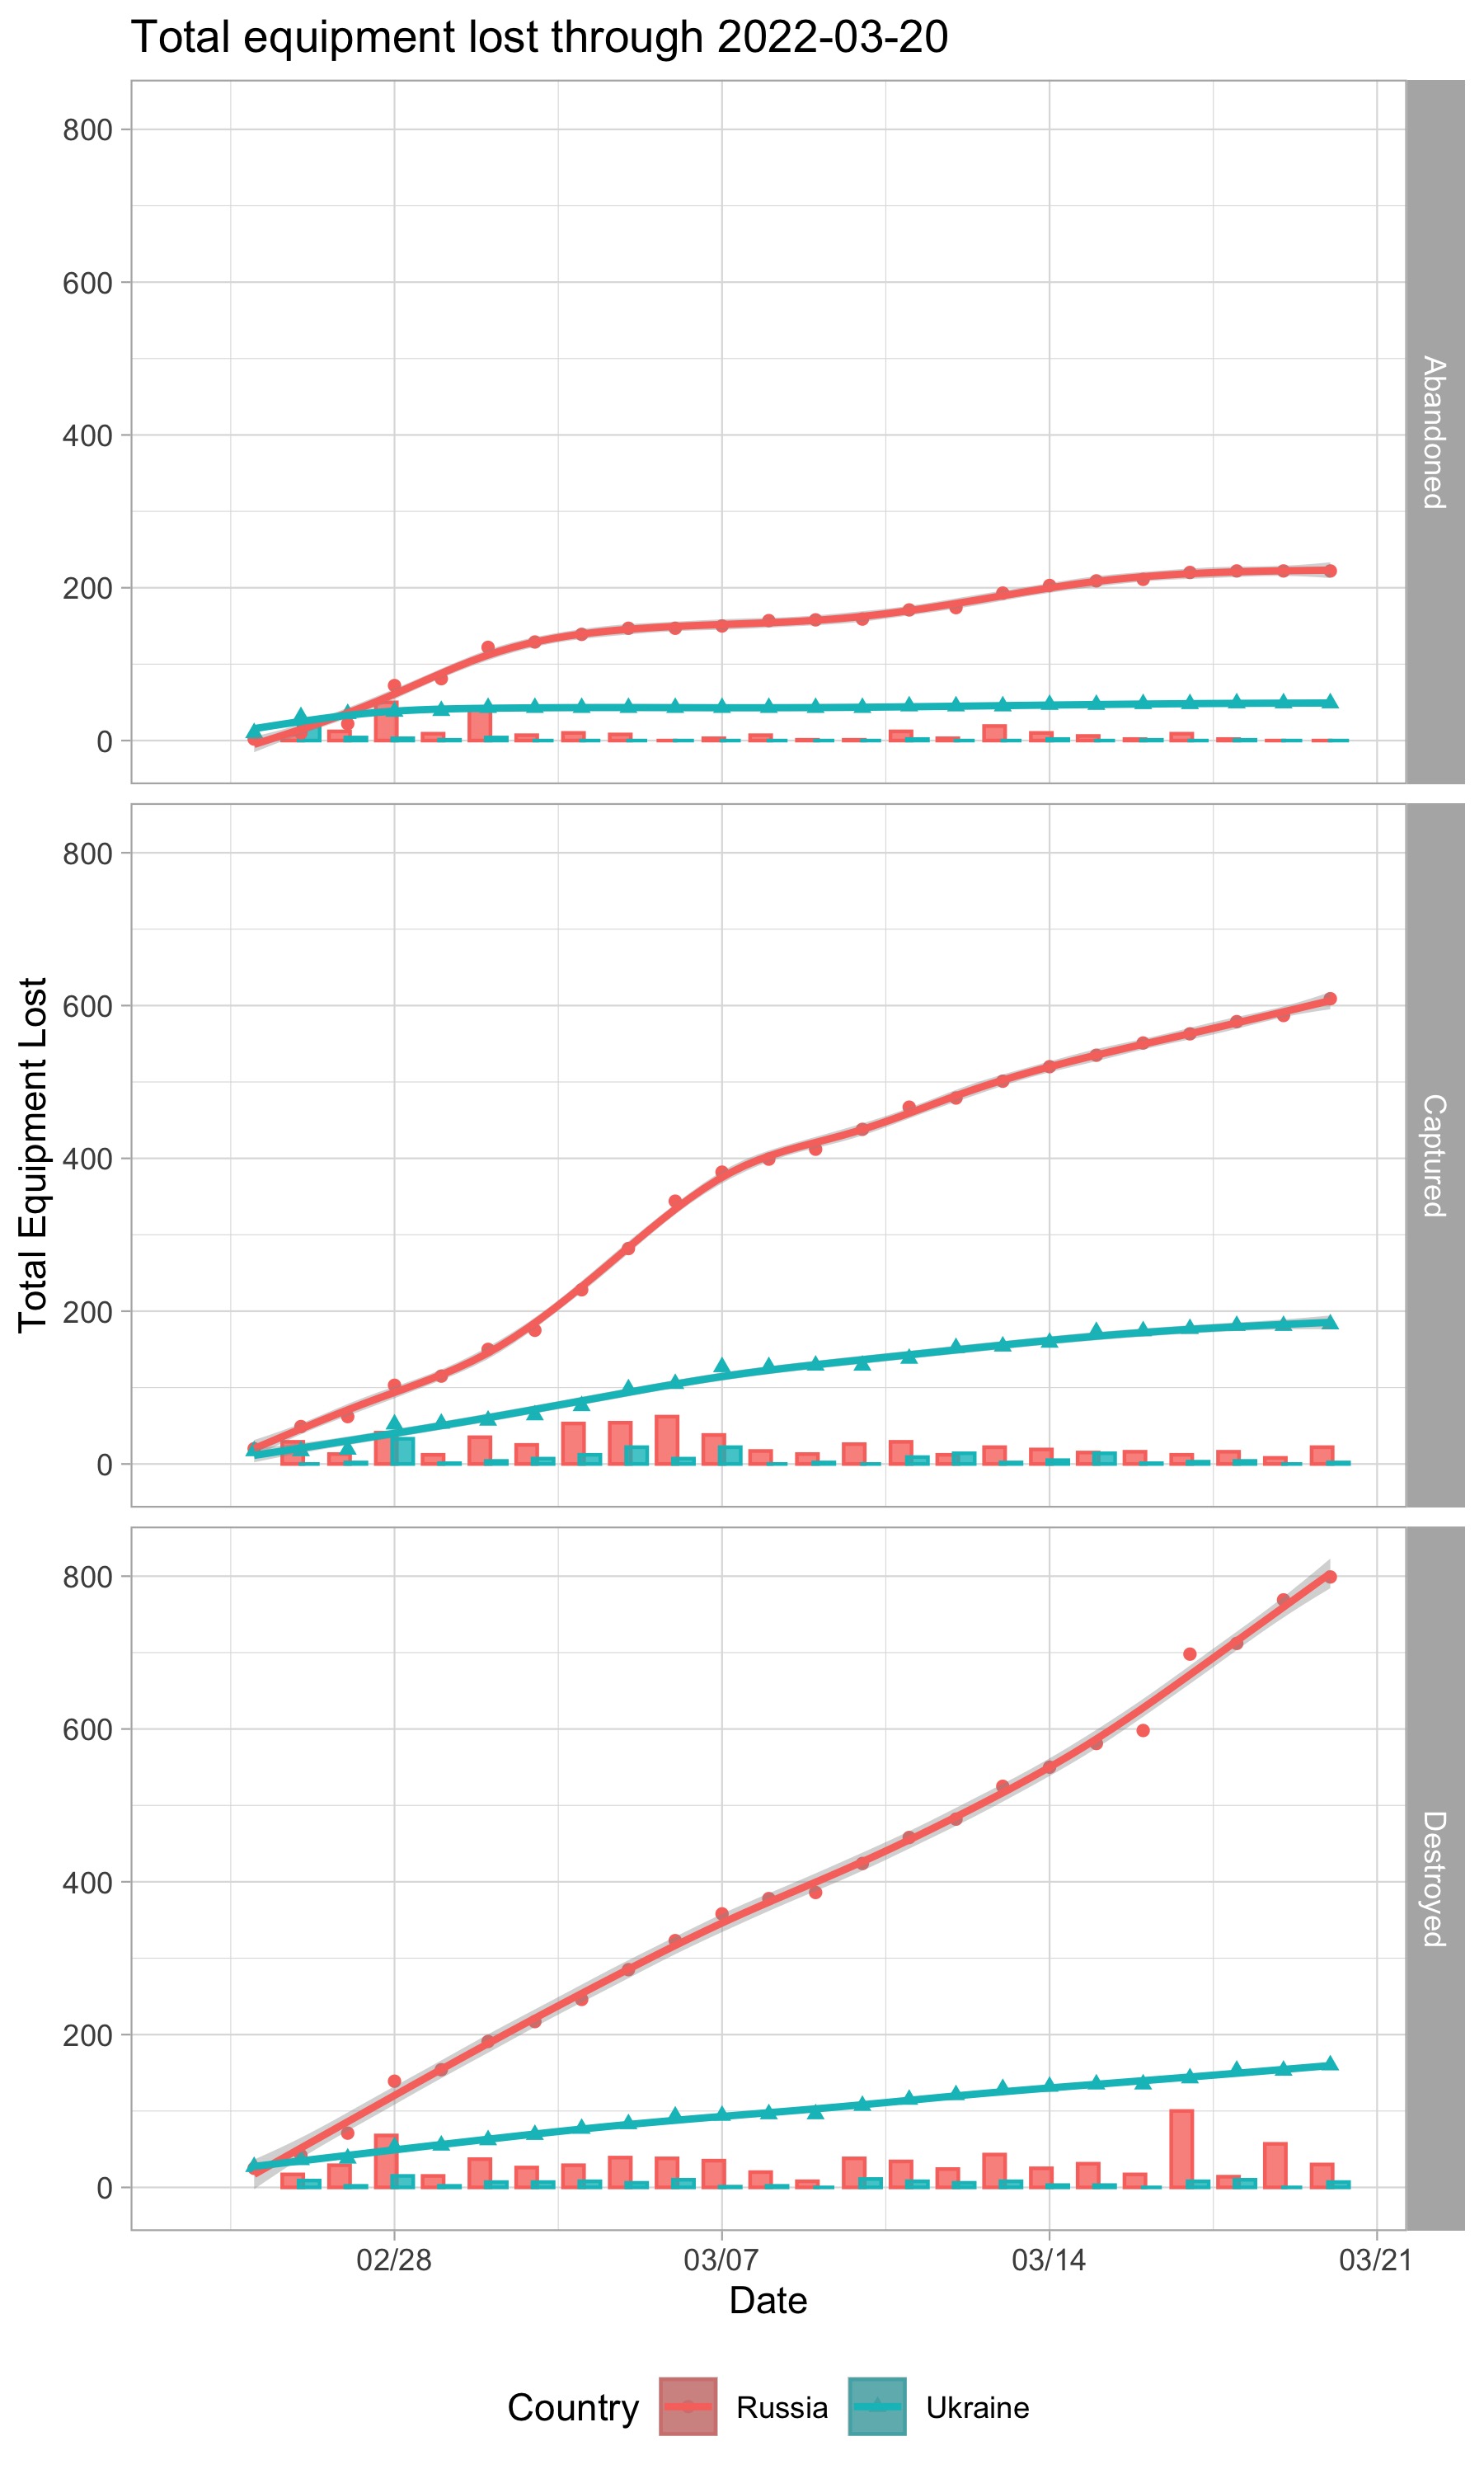 Total equipment lost through 2022-03-20
800
600
400
200
0
Abandoned
Total Equipment Lost
800
600
400
200
0
Captured
800
600
400
200
0
Destroyed
02/28 03/07 03/14 03/21
Date
Country Russia Ukraine